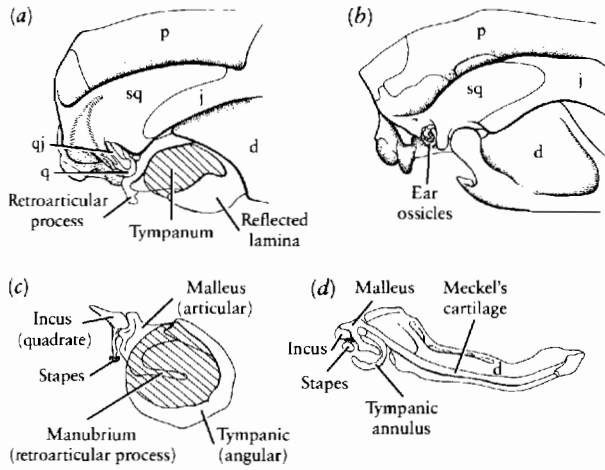 (a)
p
sq
j
qj
q
d
Retroarticular
process
Tympanum
Reflected
lamina
(b)
p
sq
j
d
Ear
ossicles
(c)
Malleus
(articular)
Incus
(quadrate)
Stapes
Manubrium
(retroarticular process)
Tympanic
(angular)
(d)
Malleus
Meckel's
cartilage
Incus
d
Stapes
Tympanic
annulus